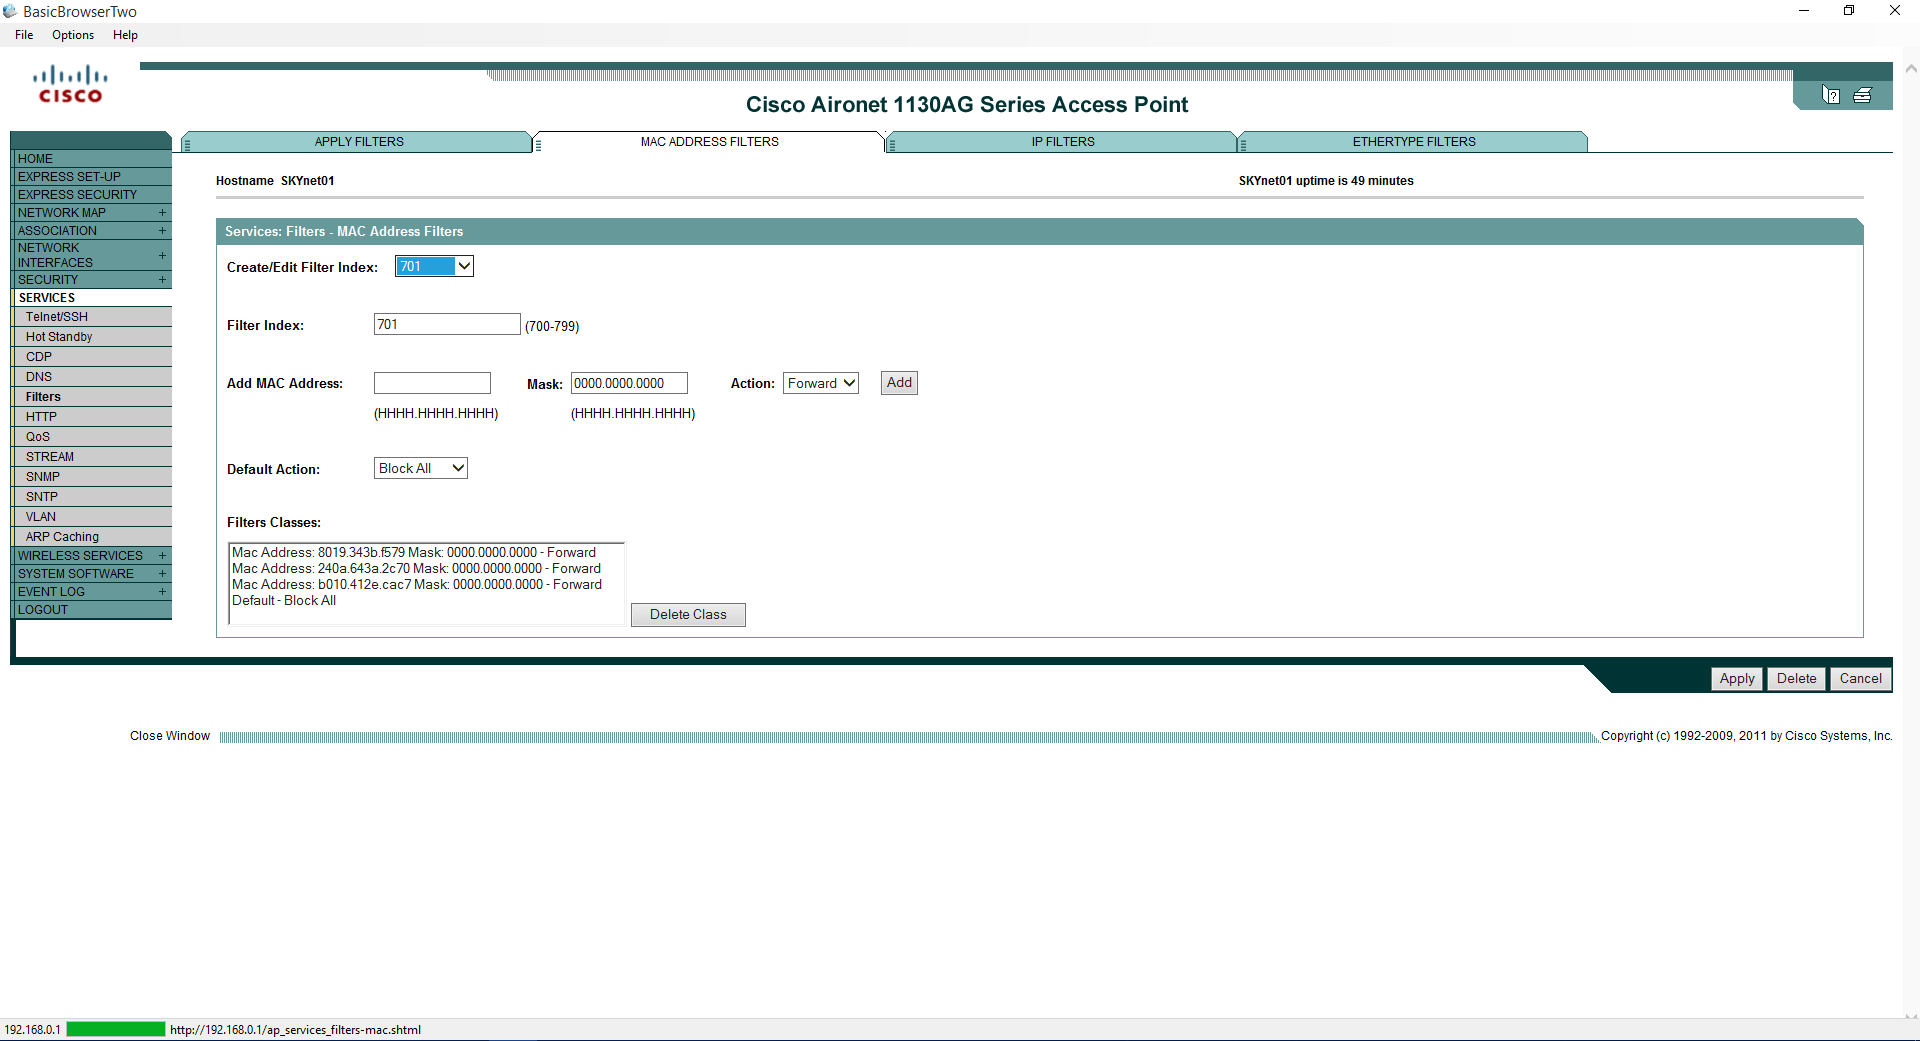 BasicBrowserTwo
File Options Help
CISCO
Cisco Aironet 1130AG Series Access Point
APPLY FILTERS MAC ADDRESS FILTERS IP FILTERS ETHERTYPE FILTERS
HOME
EXPRESS SET-UP
EXPRESS SECURITY
NETWORK MAP +
ASSOCIATION +
NETWORK
INTERFACES +
SECURITY +
SERVICES
Telnet/SSH
Hot Standby
CDP
DNS
Filters
HTTP
QoS
STREAM
SNMP
SNTP
VLAN
ARP Caching
WIRELESS SERVICES +
SYSTEM SOFTWARE +
EVENT LOG +
LOGOUT
Hostname SKYnet01 SKYnet01 uptime is 49 minutes
Services: Filters - MAC Address Filters
Create/Edit Filter Index: 701
Filter Index: 701 (700-799)
Add MAC Address: Mask: 0000.0000.0000 Action: Forward Add
(HHHH.HHHH.HHHH) (HHHH.HHHH.HHHH)
Default Action: Block All
Filters Classes:
Mac Address: 8019.343b.f579 Mask: 0000.0000.0000 - Forward
Mac Address: 240a.643a.2c70 Mask: 0000.0000.0000 - Forward
Mac Address: b010.412e.cac7 Mask: 0000.0000.0000 - Forward
Default - Block All
Delete Class
Apply Delete Cancel
Close Window Copyright (c) 1992-2009, 2011 by Cisco Systems, Inc.
192.168.0.1 http://192.168.0.1/ap_services_filters-mac.shtml